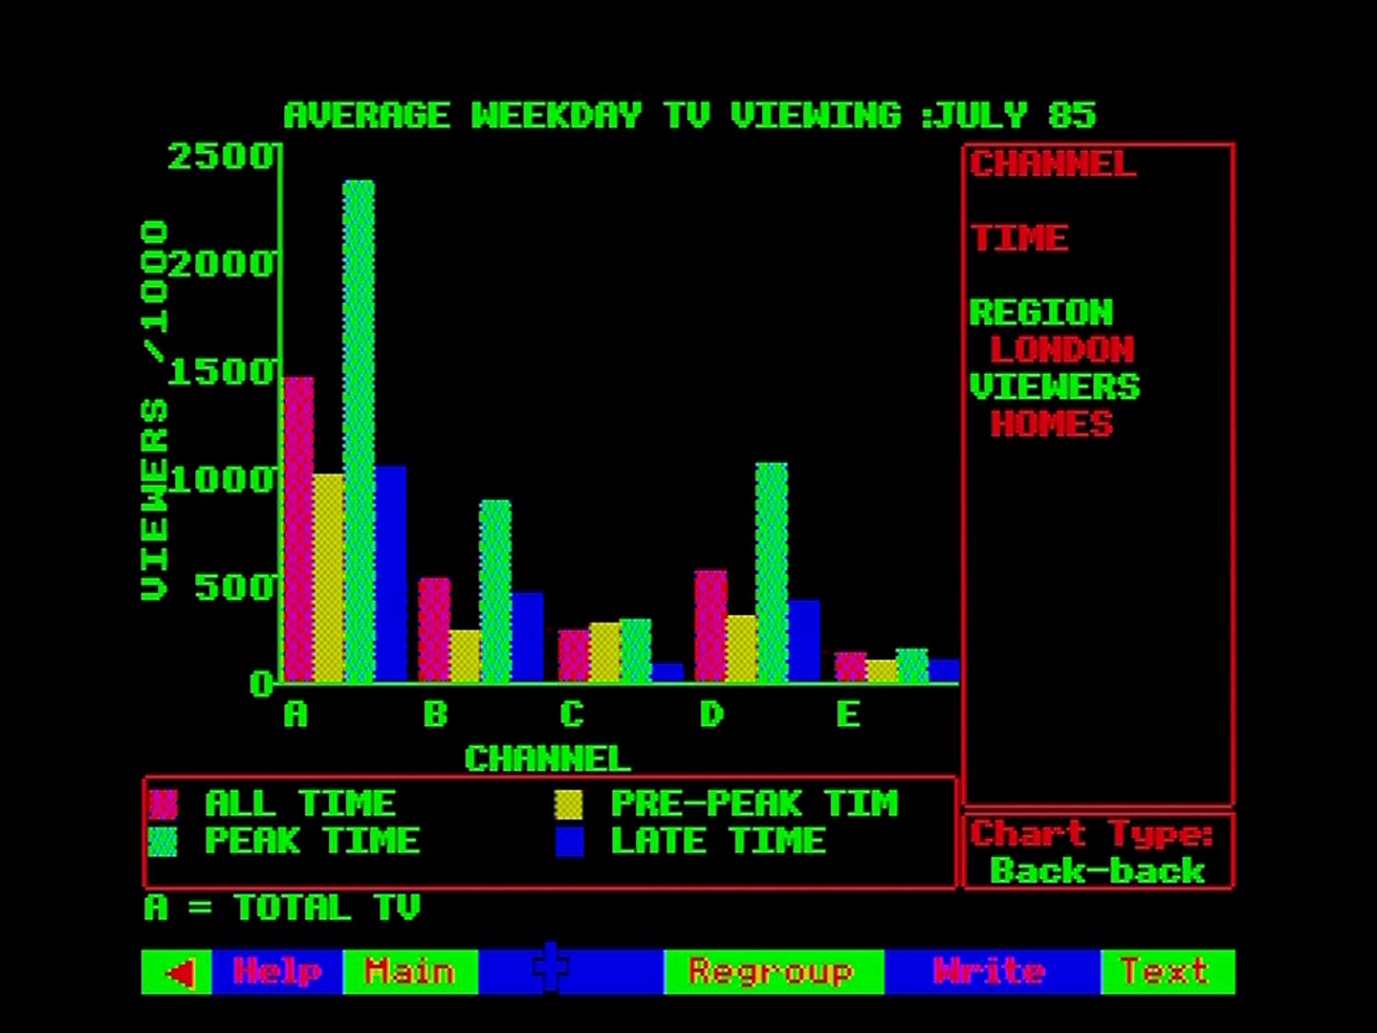 AVERAGE WEEKDAY TV VIEWING :JULY 85
VIEWERS /1000
2500
2000
1500
1000
500
0
A B C D E
CHANNEL
ALL TIME PRE-PEAK TIM
PEAK TIME LATE TIME
A = TOTAL TV
CHANNEL
TIME
REGION
LONDON
VIEWERS
HOMES
Chart Type:
Back-back
Help Main Regroup Write Text